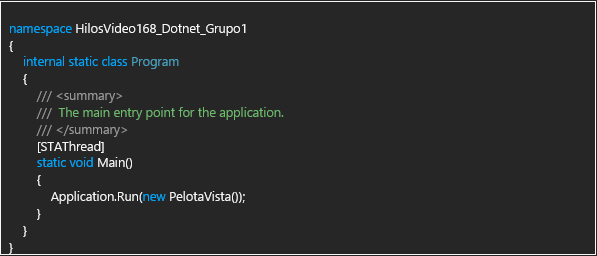 namespace HilosVideo168_Dotnet_Grupo1
{
internal static class Program
{
/// <summary>
/// The main entry point for the application.
/// </summary>
[STAThread]
static void Main()
{
Application.Run(new PelotaVista());
}
}
}